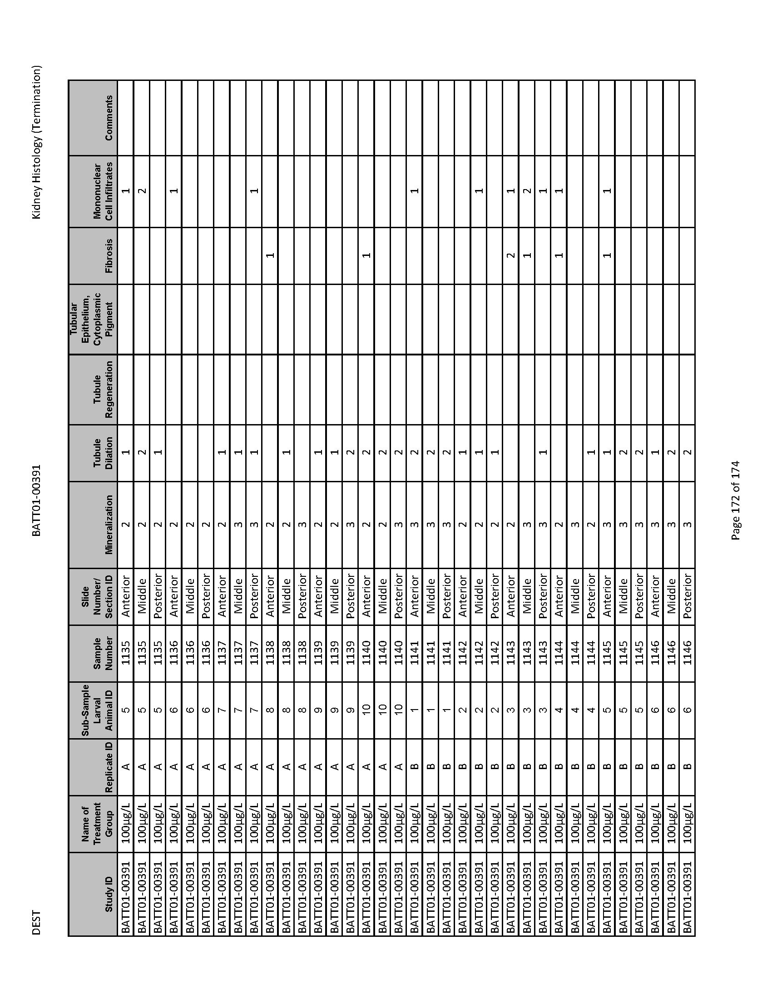 DEST BATT01-00391 Kidney Histology (Termination)
Study ID Name of Treatment Group Replicate ID Sub-Sample Larval Animal ID Sample Number Slide Number/ Section ID Mineralization Tubule Dilation Tubule Regeneration Tubular Epithelium, Cytoplasmic Pigment Fibrosis Mononuclear Cell Infiltrates Comments
BATT01-00391 100µg/L A 5 1135 Anterior 2 1 1
BATT01-00391 100µg/L A 5 1135 Middle 2 2 2
BATT01-00391 100µg/L A 5 1135 Posterior 2 1
BATT01-00391 100µg/L A 6 1136 Anterior 2 1
BATT01-00391 100µg/L A 6 1136 Middle 2
BATT01-00391 100µg/L A 6 1136 Posterior 2
BATT01-00391 100µg/L A 7 1137 Anterior 2 1
BATT01-00391 100µg/L A 7 1137 Middle 3 1
BATT01-00391 100µg/L A 7 1137 Posterior 3 1 1
BATT01-00391 100µg/L A 8 1138 Anterior 2 1
BATT01-00391 100µg/L A 8 1138 Middle 2 1
BATT01-00391 100µg/L A 8 1138 Posterior 3
BATT01-00391 100µg/L A 9 1139 Anterior 2 1
BATT01-00391 100µg/L A 9 1139 Middle 2 1
BATT01-00391 100µg/L A 9 1139 Posterior 3 2
BATT01-00391 100µg/L A 10 1140 Anterior 2 2 1
BATT01-00391 100µg/L A 10 1140 Middle 2 2
BATT01-00391 100µg/L A 10 1140 Posterior 3 2
BATT01-00391 100µg/L B 1 1141 Anterior 3 2 1
BATT01-00391 100µg/L B 1 1141 Middle 3 2
BATT01-00391 100µg/L B 1 1141 Posterior 3 2
BATT01-00391 100µg/L B 2 1142 Anterior 2 1
BATT01-00391 100µg/L B 2 1142 Middle 2 1 1
BATT01-00391 100µg/L B 2 1142 Posterior 2 1
BATT01-00391 100µg/L B 3 1143 Anterior 2 2 1
BATT01-00391 100µg/L B 3 1143 Middle 3 1 2
BATT01-00391 100µg/L B 3 1143 Posterior 3 1 1
BATT01-00391 100µg/L B 4 1144 Anterior 2 1 1
BATT01-00391 100µg/L B 4 1144 Middle 3
BATT01-00391 100µg/L B 4 1144 Posterior 2 1
BATT01-00391 100µg/L B 5 1145 Anterior 3 1 1 1
BATT01-00391 100µg/L B 5 1145 Middle 3 2
BATT01-00391 100µg/L B 5 1145 Posterior 3 2
BATT01-00391 100µg/L B 6 1146 Anterior 3 1
BATT01-00391 100µg/L B 6 1146 Middle 3 2
BATT01-00391 100µg/L B 6 1146 Posterior 3 2
Page 172 of 174